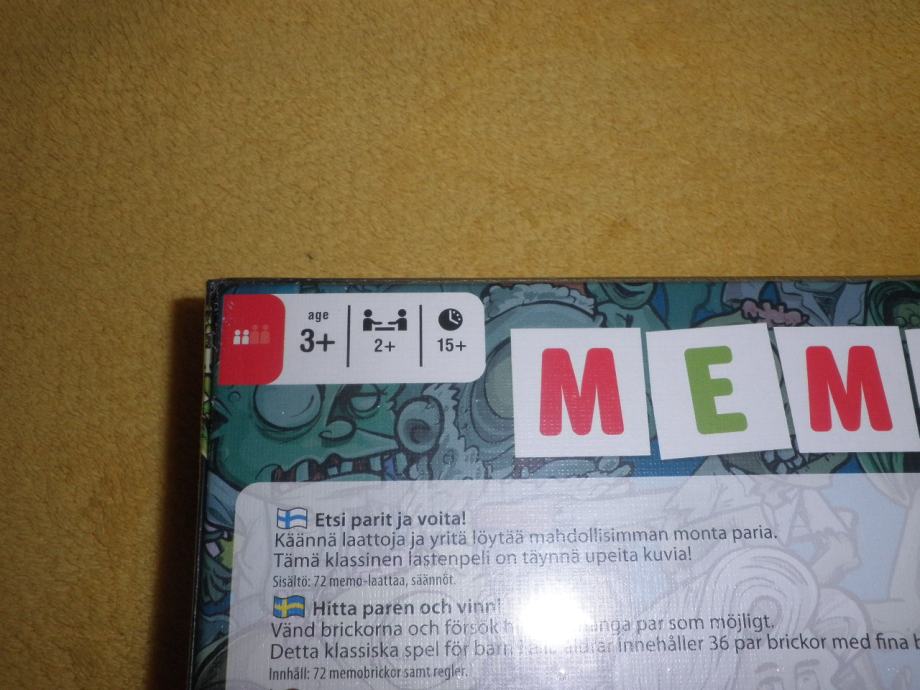 age
3+
2+
15+
MEM
Etsi parit ja voita!
Käännä laattoja ja yritä löytää mahdollisimman monta paria.
Tämä klassinen lastenpeli on täynnä upeita kuvia!
Sisältö: 72 memo-laattaa, säännöt.
Hitta paren och vinn!
Vänd brickorna och försök par som möjligt.
Detta klassiska spel för barn innehåller 36 par brickor med fina
Innhåll: 72 memobrickor samt regler.